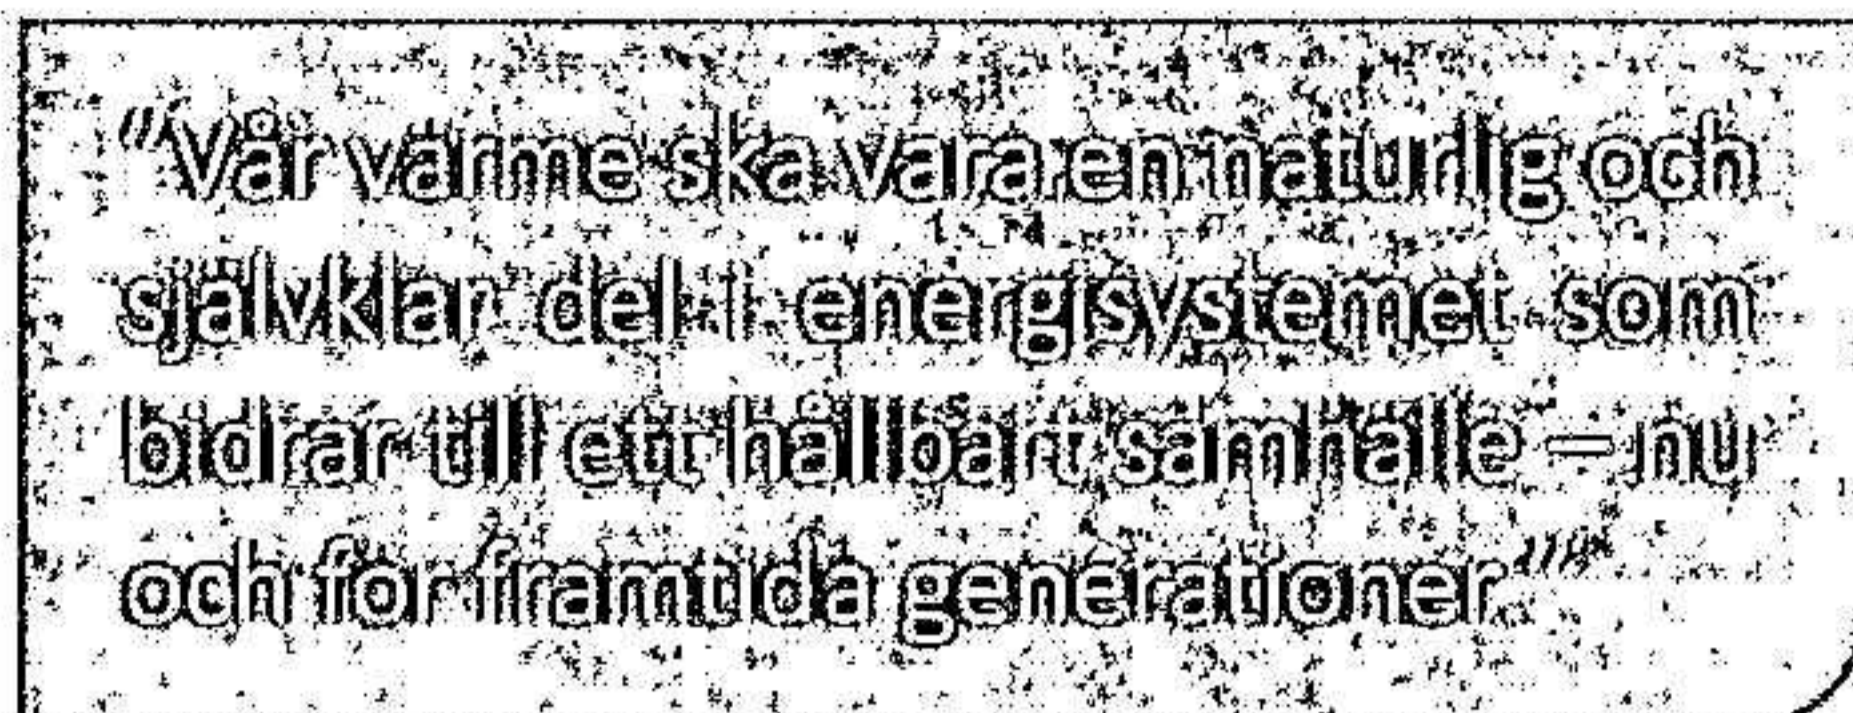 "Vår värme ska vara en naturlig och
självklar del i energisystemet som
bidrar till ett hållbart samhälle – nu
och för framtida generationer"